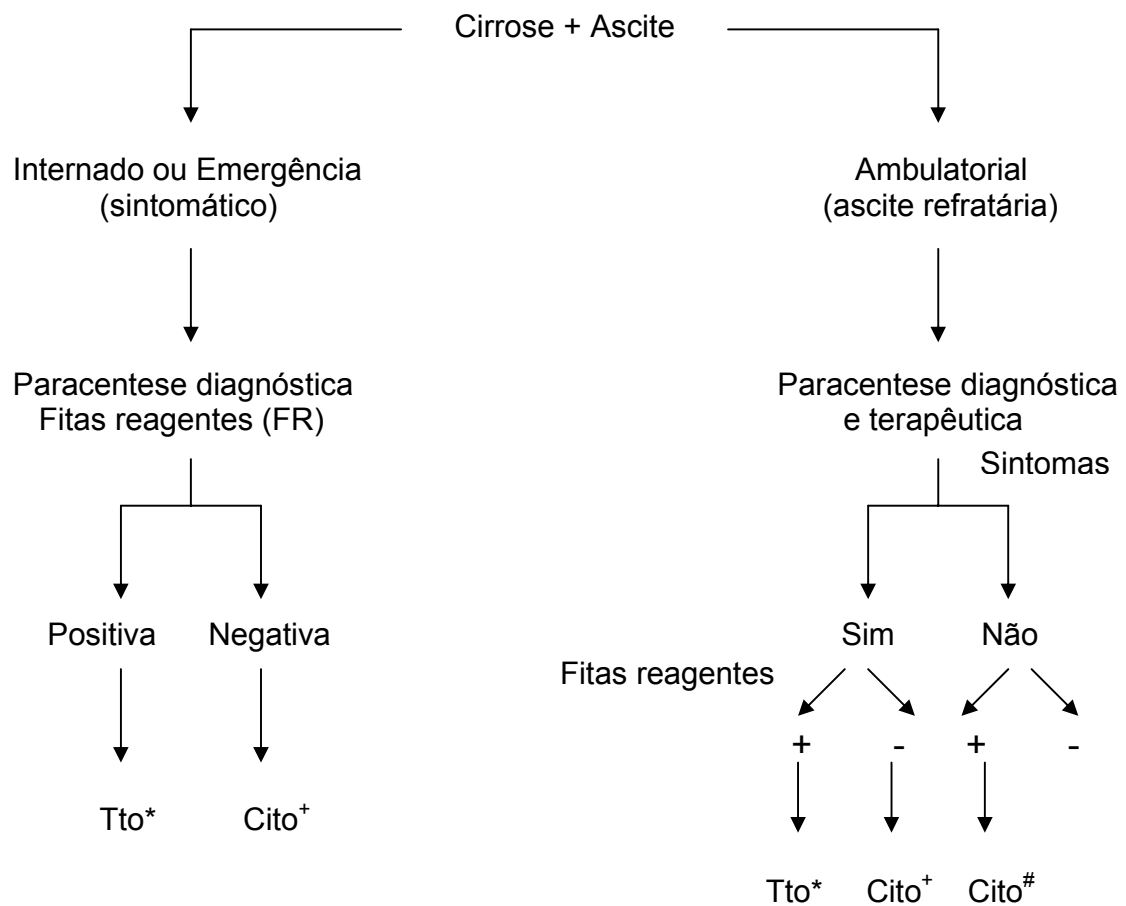 Cirrose + Ascite
Internado ou Emergência
(sintomático)
Ambulatorial
(ascite refratária)
Paracentese diagnóstica
Fitas reagentes (FR)
Paracentese diagnóstica
e terapêutica
Sintomas
Positiva
Negativa
Sim
Não
Fitas reagentes
+
-
+
-
Tto*
Cito+
Tto*
Cito+
Cito#